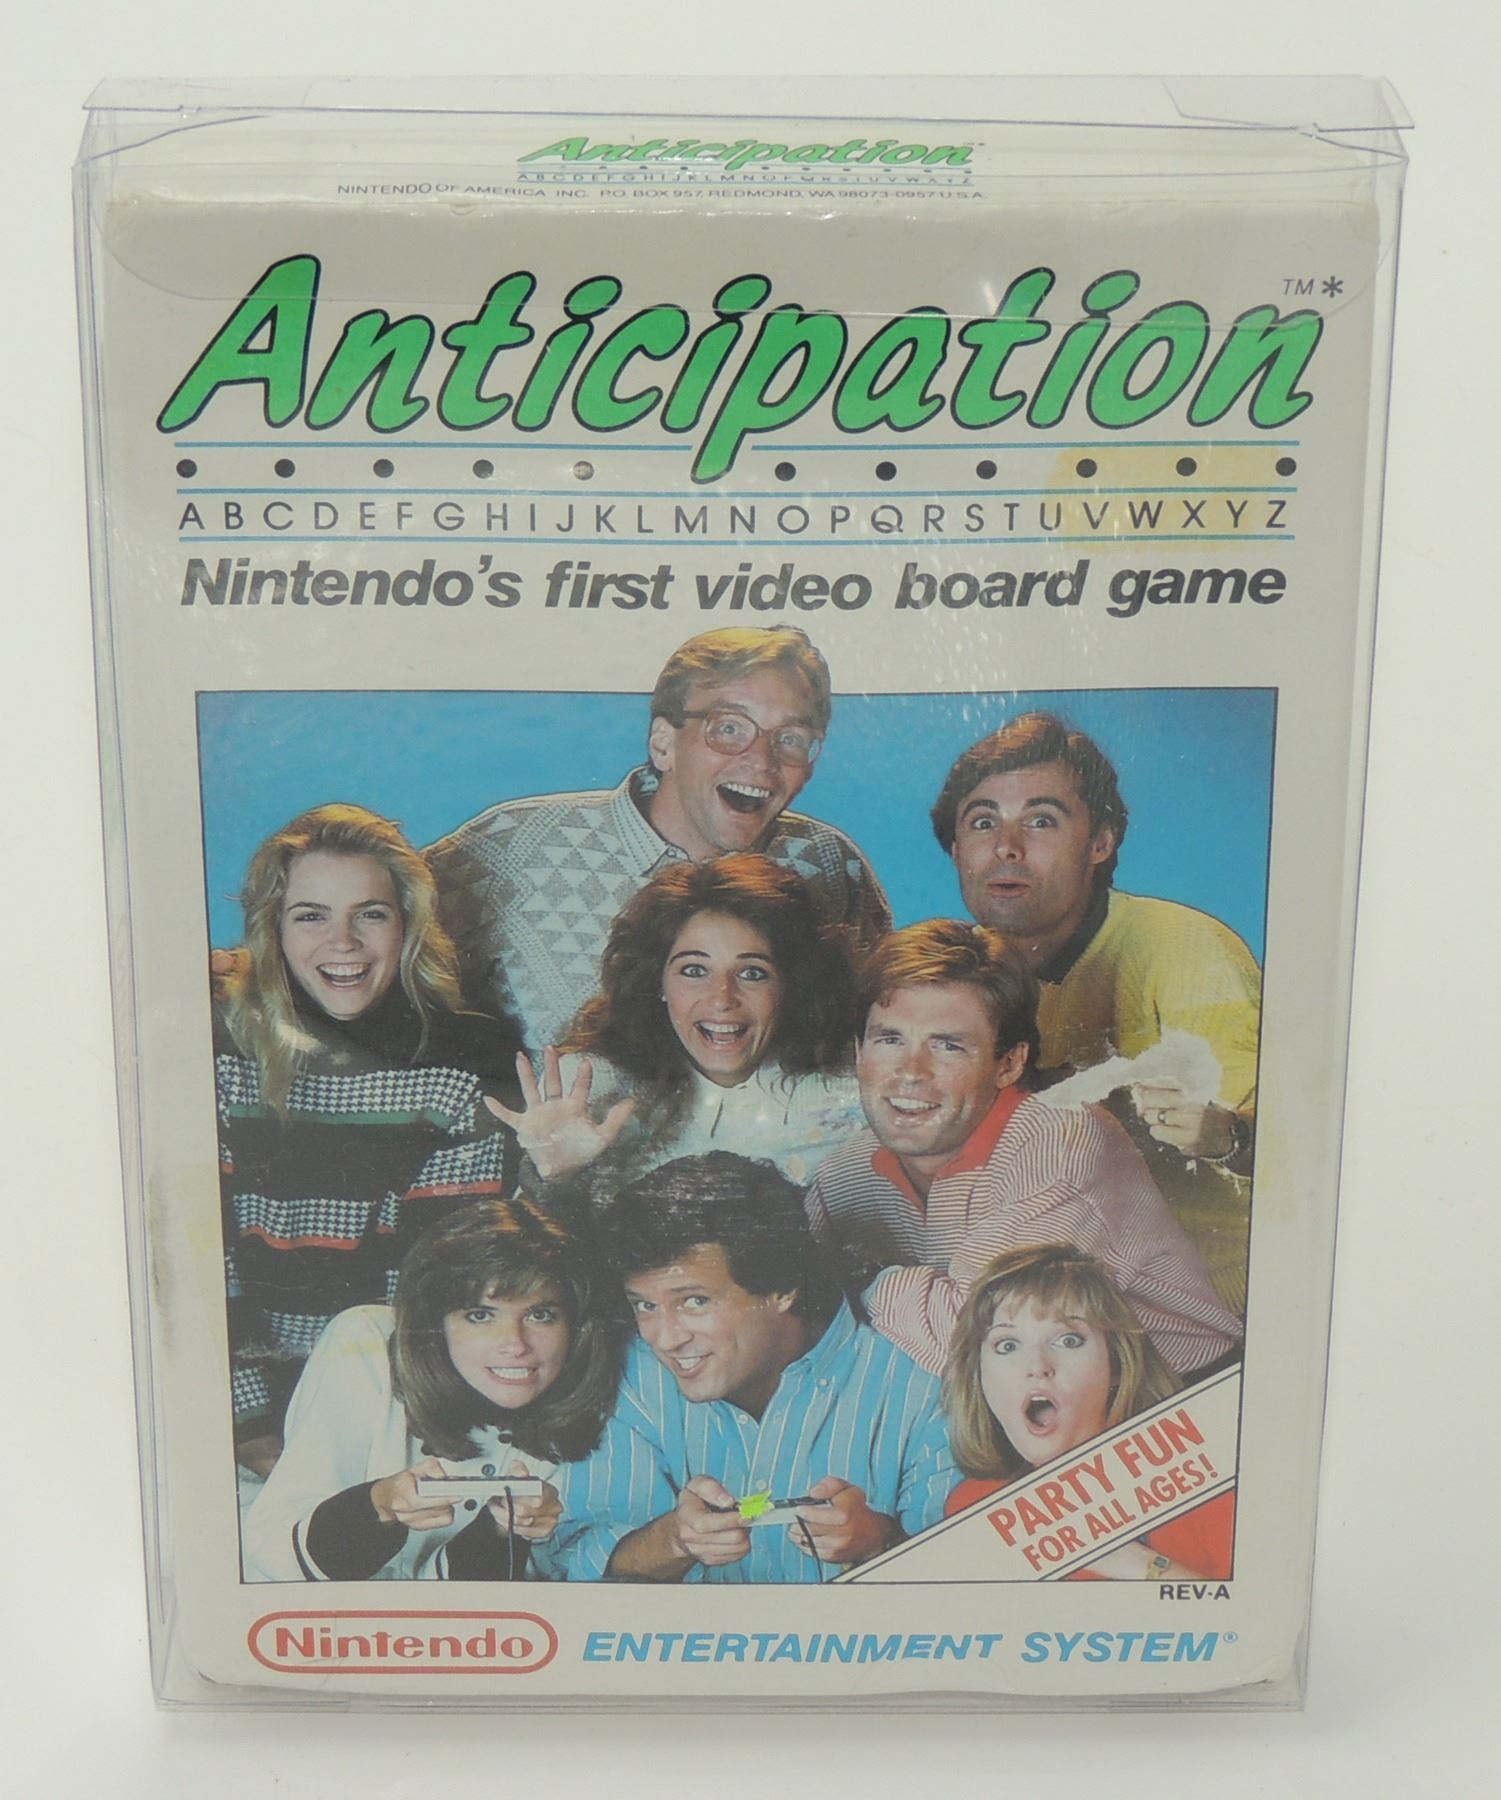 Anticipation ™*
ABCDEFGHIJKLMNOPQRSTUVWXYZ
NINTENDO OF AMERICA INC. P.O. BOX 957, REDMOND, WA 98073-0957 U.S.A.
Anticipation TM*
A B C D E F G H I J K L M N O P Q R S T U V W X Y Z
Nintendo's first video board game
PARTY FUN
FOR ALL AGES!
REV-A
Nintendo ENTERTAINMENT SYSTEM®